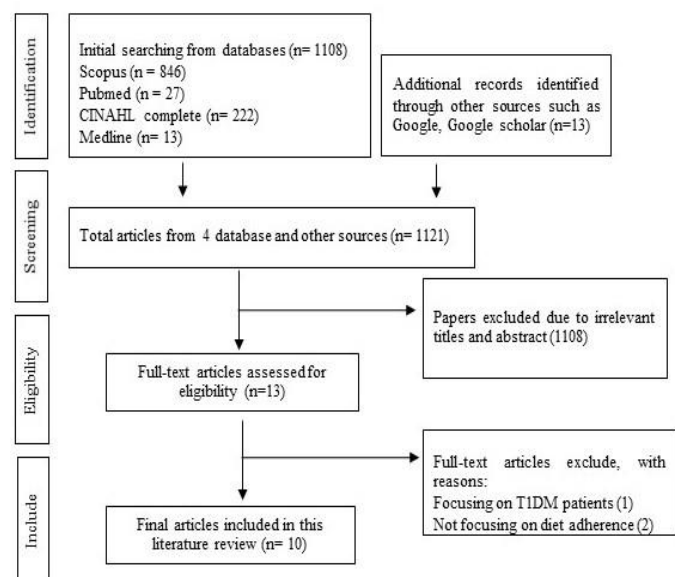 Identification
Initial searching from databases (n= 1108)
Scopus (n = 846)
Pubmed (n = 27)
CINAHL complete (n= 222)
Medline (n= 13)
Additional records identified
through other sources such as
Google, Google scholar (n=13)
Screening
Total articles from 4 database and other sources (n= 1121)
Papers excluded due to irrelevant
titles and abstract (1108)
Eligibility
Full-text articles assessed for
eligibility (n=13)
Full-text articles exclude, with
reasons:
Focusing on T1DM patients (1)
Not focusing on diet adherence (2)
Include
Final articles included in this
literature review (n= 10)